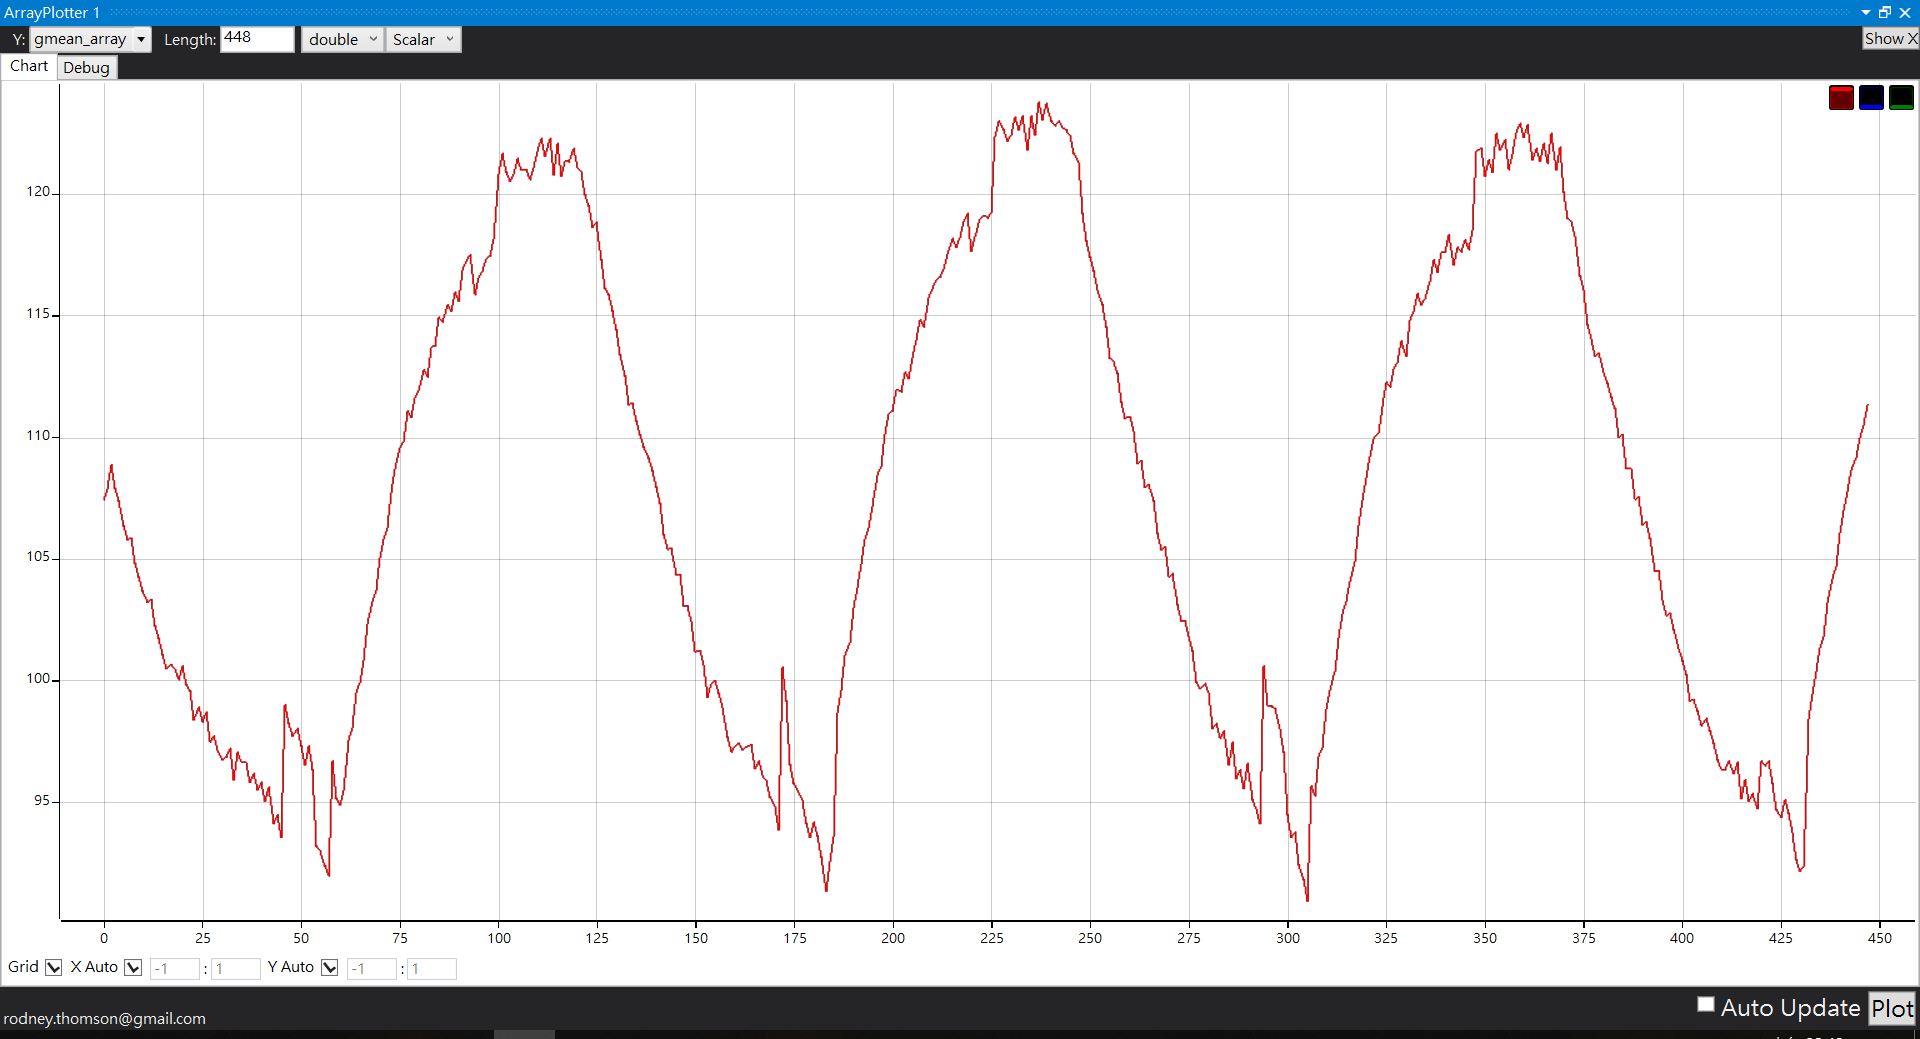 ArrayPlotter 1
Y: gmean_array Length: 448 double Scalar Show X
Chart Debug
120
115
110
105
100
95
0 25 50 75 100 125 150 175 200 225 250 275 300 325 350 375 400 425 450
Grid X Auto -1 : 1 Y Auto -1 : 1
Auto Update Plot
rodney.thomson@gmail.com